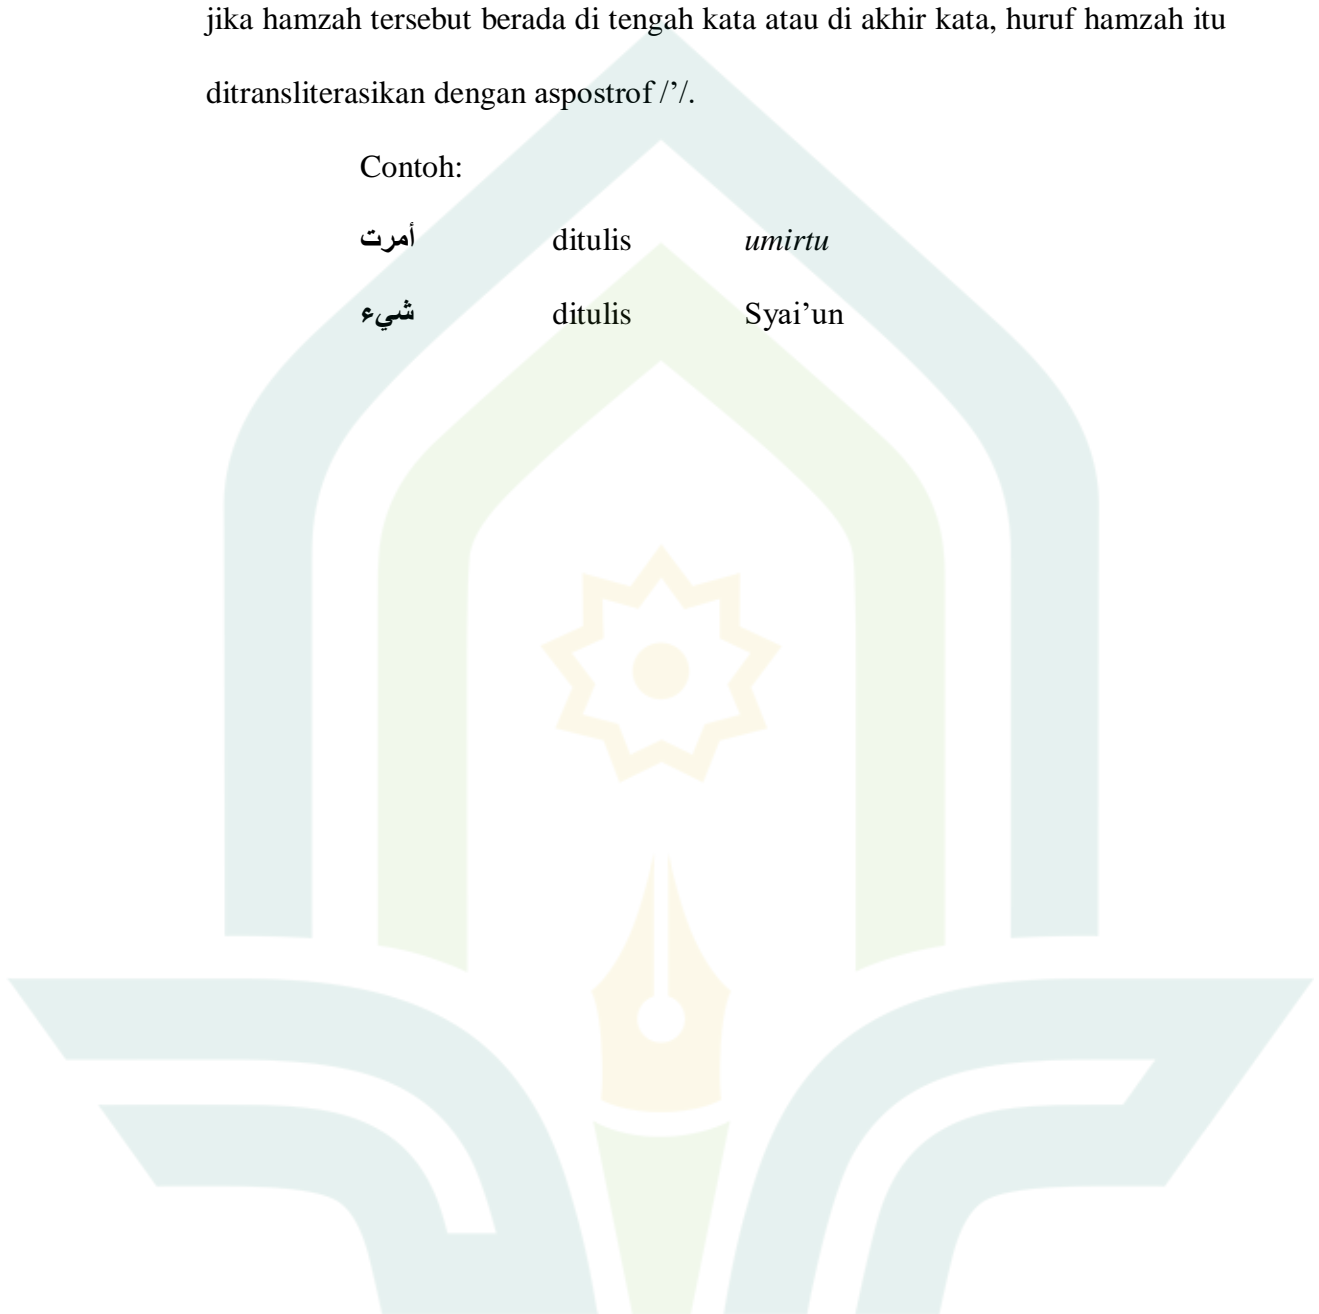 jika hamzah tersebut berada di tengah kata atau di akhir kata, huruf hamzah itu
ditransliterasikan dengan aspostrof /’/.
Contoh:
أمرت ditulis umirtu
شيء ditulis Syai’un